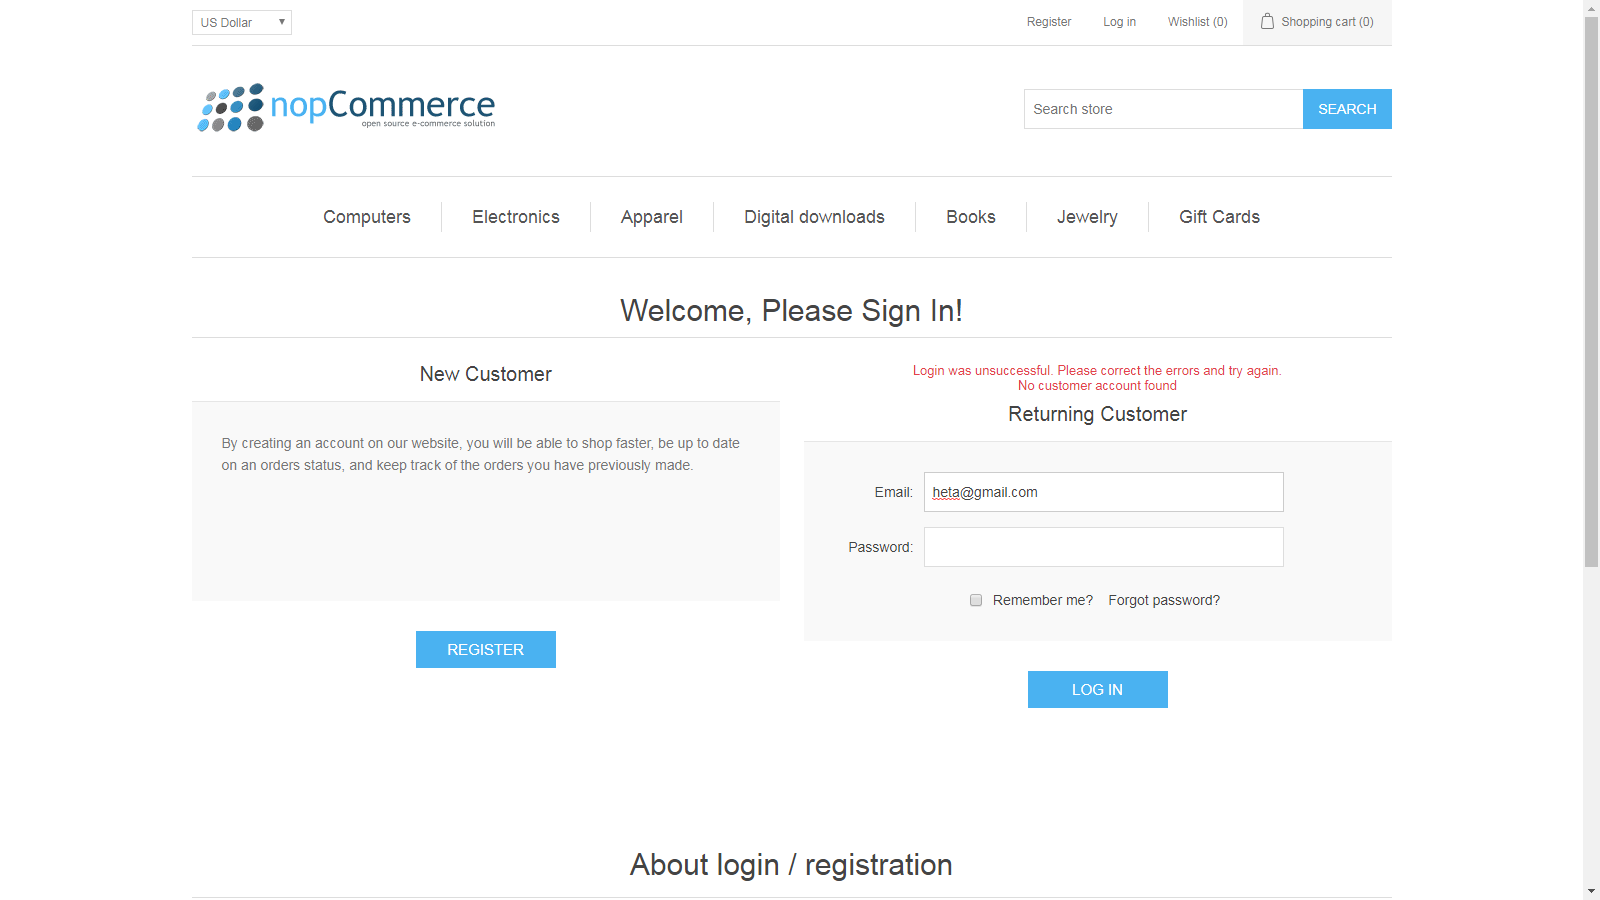 US Dollar
Register
Log in
Wishlist (0)
Shopping cart (0)
nopCommerce
open source e-commerce solution
Search store
SEARCH
Computers
Electronics
Apparel
Digital downloads
Books
Jewelry
Gift Cards
Welcome, Please Sign In!
New Customer
By creating an account on our website, you will be able to shop faster, be up to date
on an orders status, and keep track of the orders you have previously made.
REGISTER
Login was unsuccessful. Please correct the errors and try again.
No customer account found
Returning Customer
Email:
heta@gmail.com
Password:
Remember me?
Forgot password?
LOG IN
About login / registration